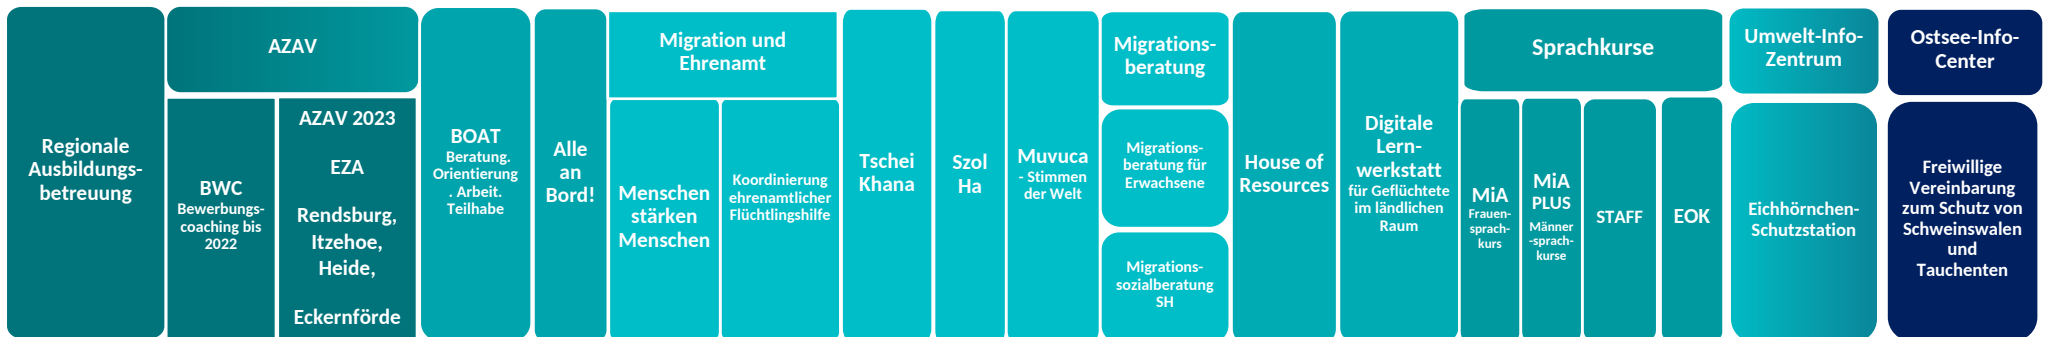 Regionale
Ausbildungs-
betreuung
AZAV
BWC
Bewerbungs-
coaching bis
2022
AZAV 2023
EZA
Rendsburg,
Itzehoe,
Heide,
Eckernförde
BOAT
Beratung.
Orientierung
. Arbeit.
Teilhabe
Alle
an
Bord!
Migration und
Ehrenamt
Menschen
stärken
Menschen
Koordinierung
ehrenamtlicher
Flüchtlingshilfe
Tschei
Khana
Szol
Ha
Muvuca
- Stimmen
der Welt
Migrations-
beratung
Migrations-
beratung für
Erwachsene
Migrations-
sozialberatung
SH
House of
Resources
Digitale
Lern-
werkstatt
für Geflüchtete
im ländlichen
Raum
Sprachkurse
MiA
Frauen-
sprach-
kurs
MiA
PLUS
Männer
-sprach-
kurse
STAFF
EOK
Umwelt-Info-
Zentrum
Eichhörnchen-
Schutzstation
Ostsee-Info-
Center
Freiwillige
Vereinbarung
zum Schutz von
Schweinswalen
und
Tauchenten